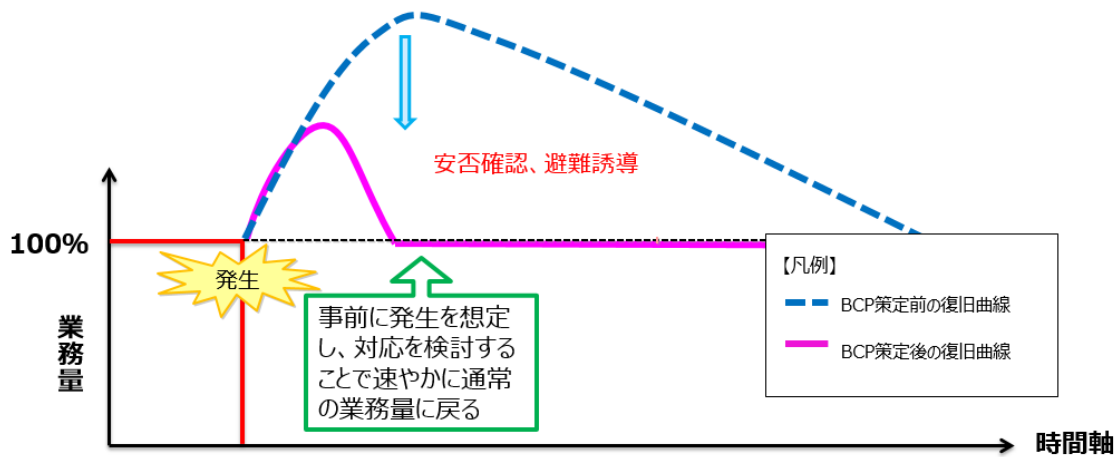 安否確認、避難誘導
100%
発生
業務量
事前に発生を想定
し、対応を検討する
ことで速やかに通常
の業務量に戻る
【凡例】
BCP策定前の復旧曲線
BCP策定後の復旧曲線
時間軸